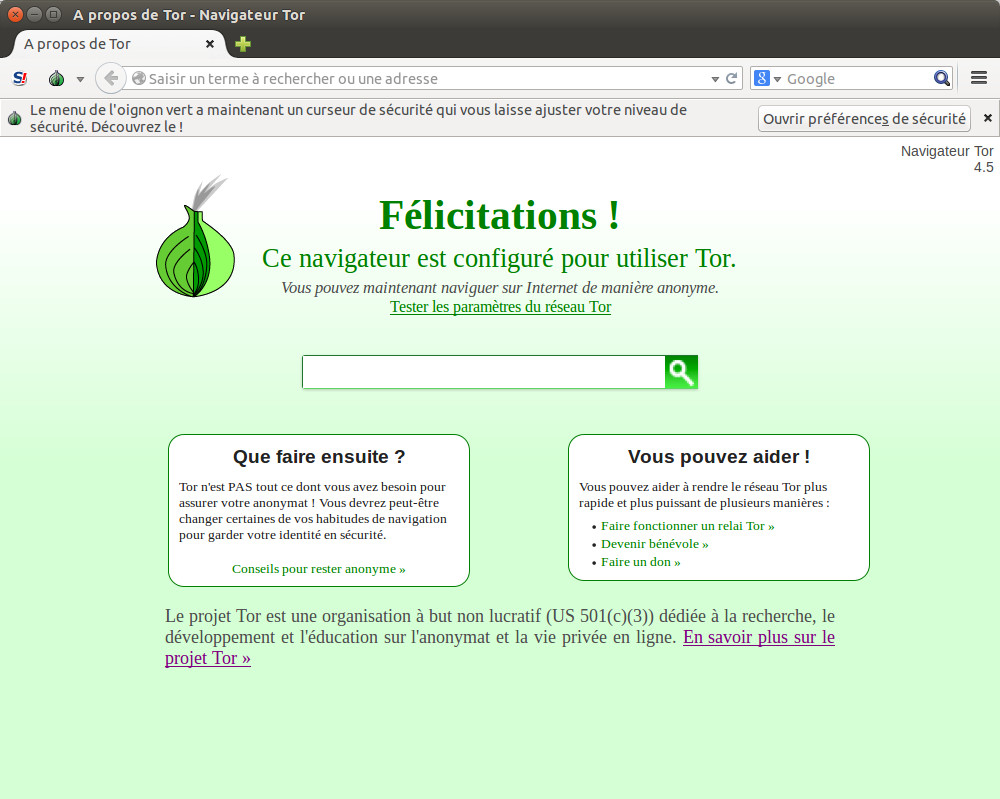 A propos de Tor - Navigateur Tor
A propos de Tor
S!
Saisir un terme à rechercher ou une adresse
8
Google
Le menu de l'oignon vert a maintenant un curseur de sécurité qui vous laisse ajuster votre niveau de
sécurité. Découvrez le !
Ouvrir préférences de sécurité
Navigateur Tor
4.5
Félicitations !
Ce navigateur est configuré pour utiliser Tor.
Vous pouvez maintenant naviguer sur Internet de manière anonyme.
Tester les paramètres du réseau Tor
Que faire ensuite ?
Tor n'est PAS tout ce dont vous avez besoin pour
assurer votre anonymat ! Vous devrez peut-être
changer certaines de vos habitudes de navigation
pour garder votre identité en sécurité.
Conseils pour rester anonyme »
Vous pouvez aider !
Vous pouvez aider à rendre le réseau Tor plus
rapide et plus puissant de plusieurs manières :
• Faire fonctionner un relai Tor »
• Devenir bénévole »
• Faire un don »
Le projet Tor est une organisation à but non lucratif (US 501(c)(3)) dédiée à la recherche, le
développement et l'éducation sur l'anonymat et la vie privée en ligne. En savoir plus sur le
projet Tor »